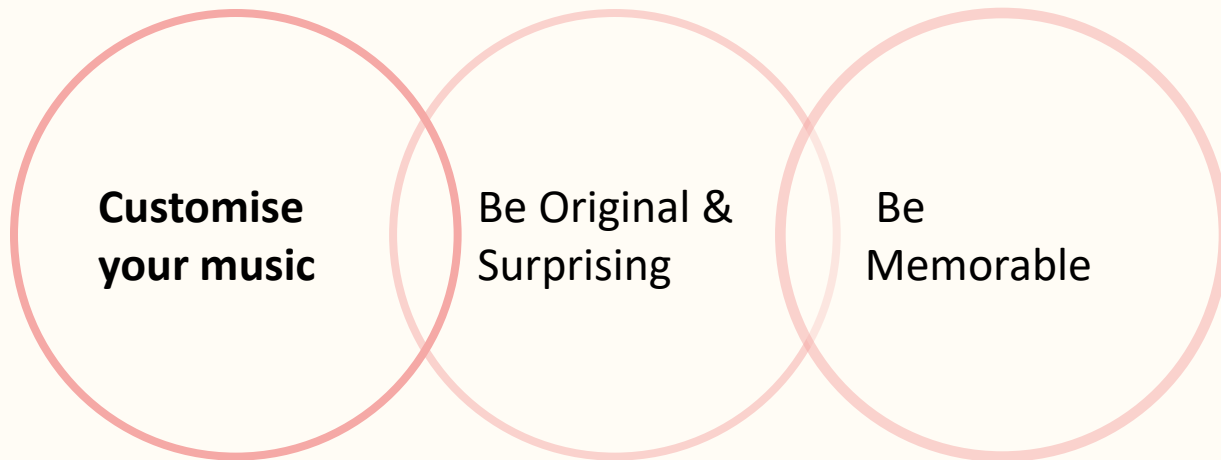 Customise
your music
Be Original &
Surprising
Be
Memorable